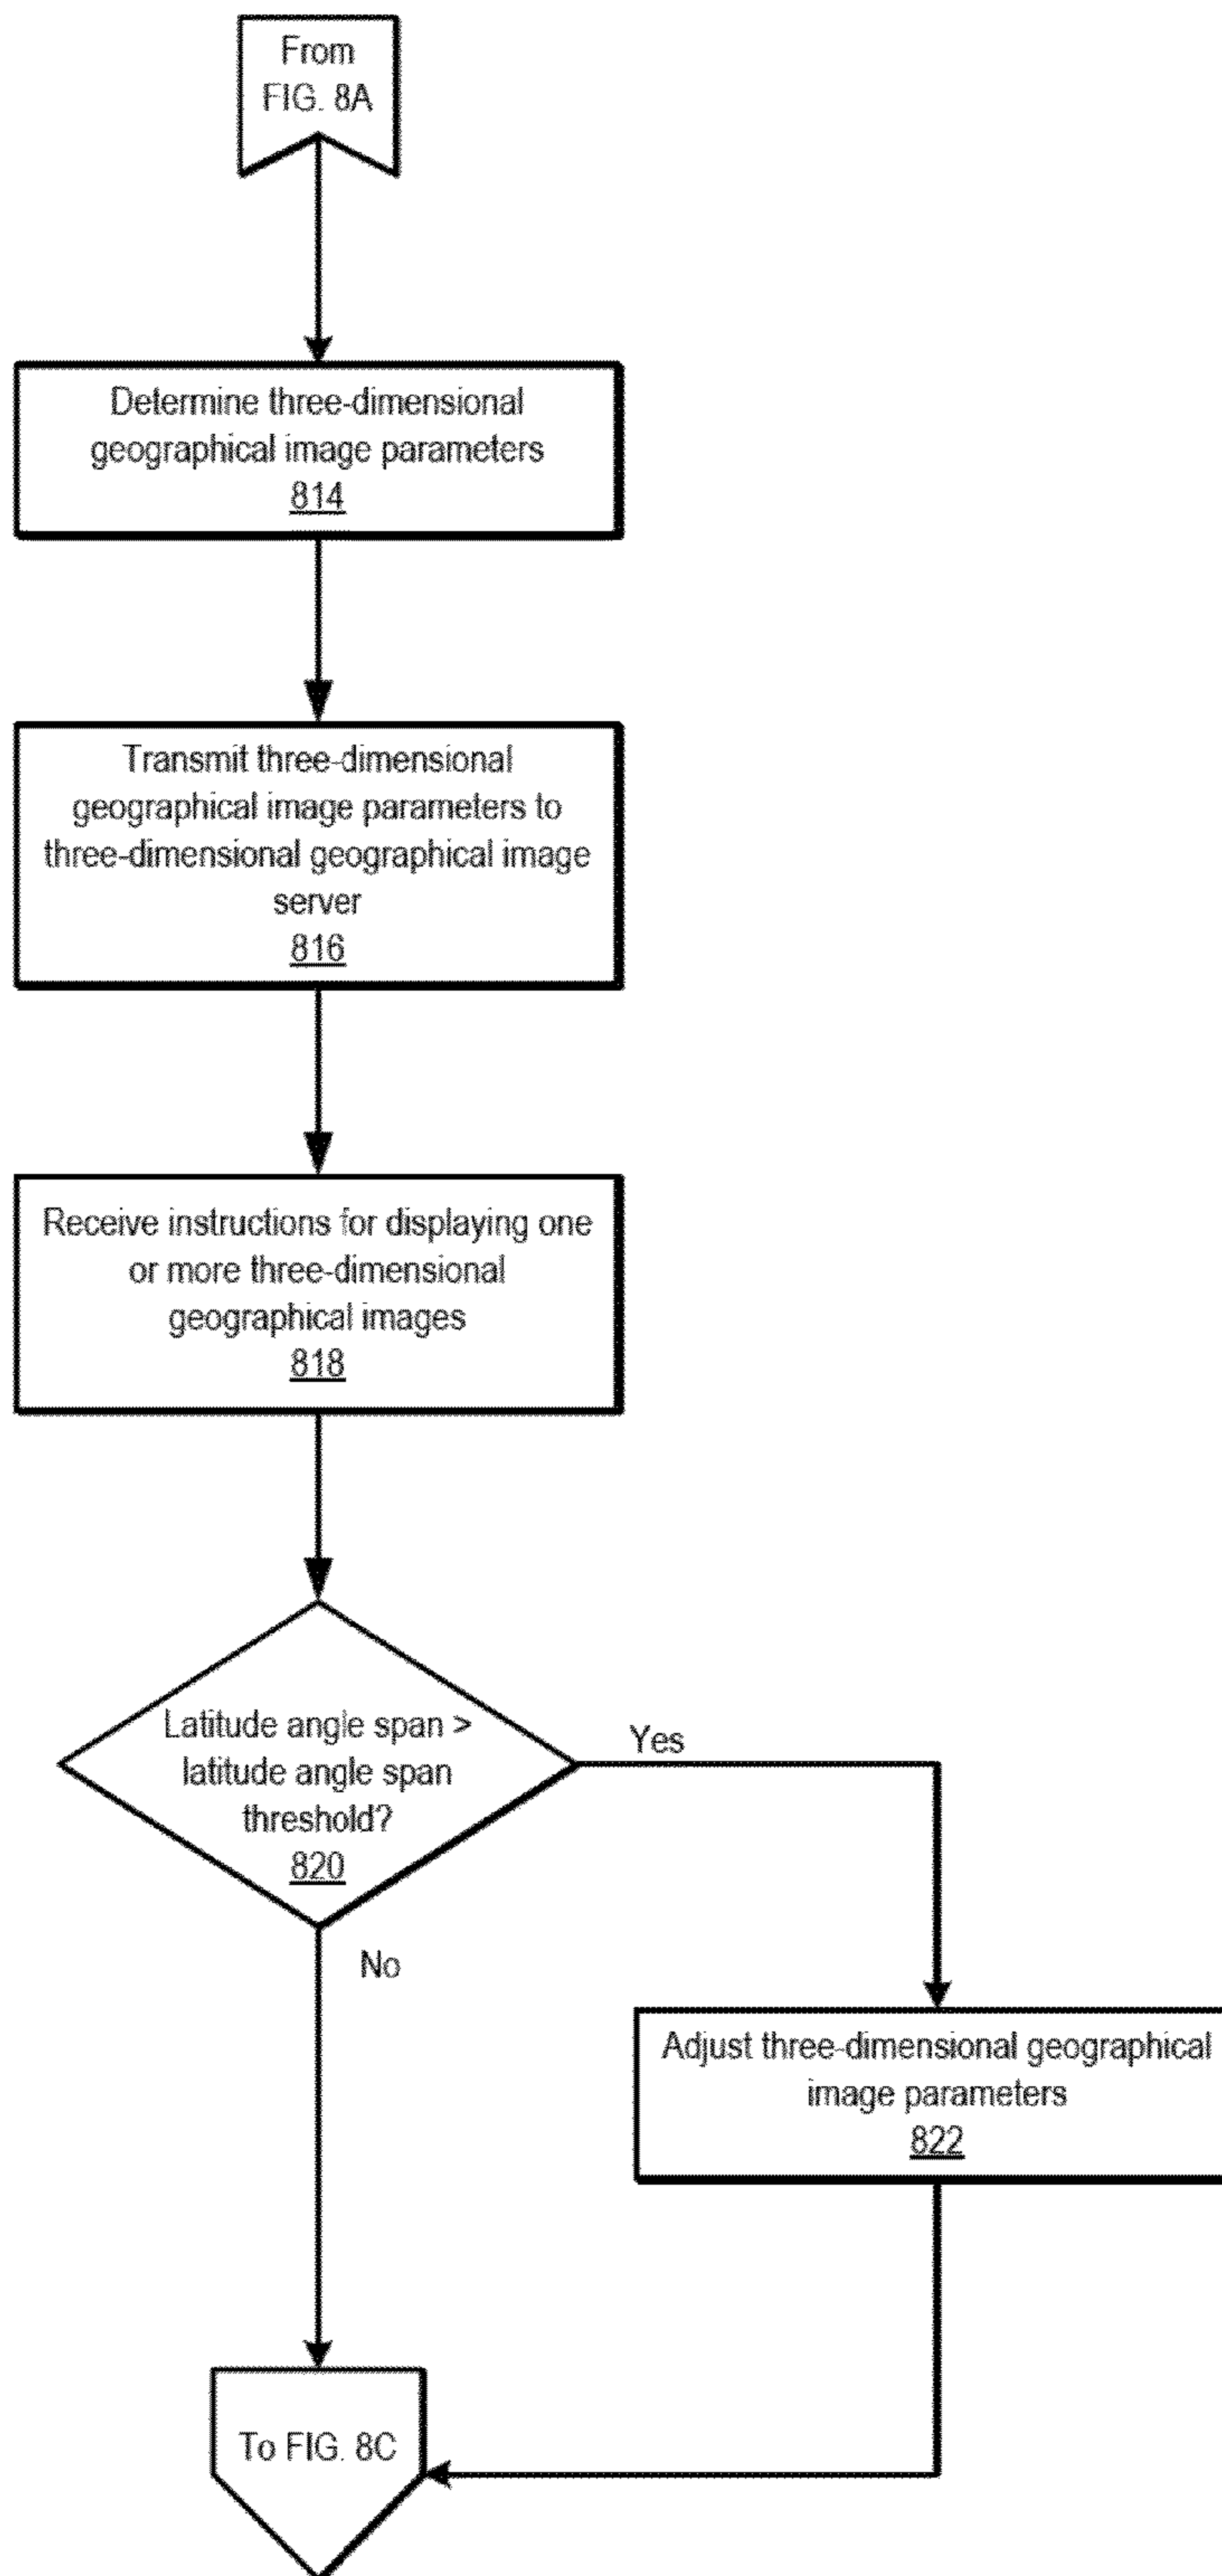 From
FIG. 8A
Determine three-dimensional
geographical image parameters
814
Transmit three-dimensional
geographical image parameters to
three-dimensional geographical image
server
816
Receive instructions for displaying one
or more three-dimensional
geographical images
818
Latitude angle span >
latitude angle span
threshold?
820
Yes
No
Adjust three-dimensional geographical
image parameters
822
To FIG. 8C